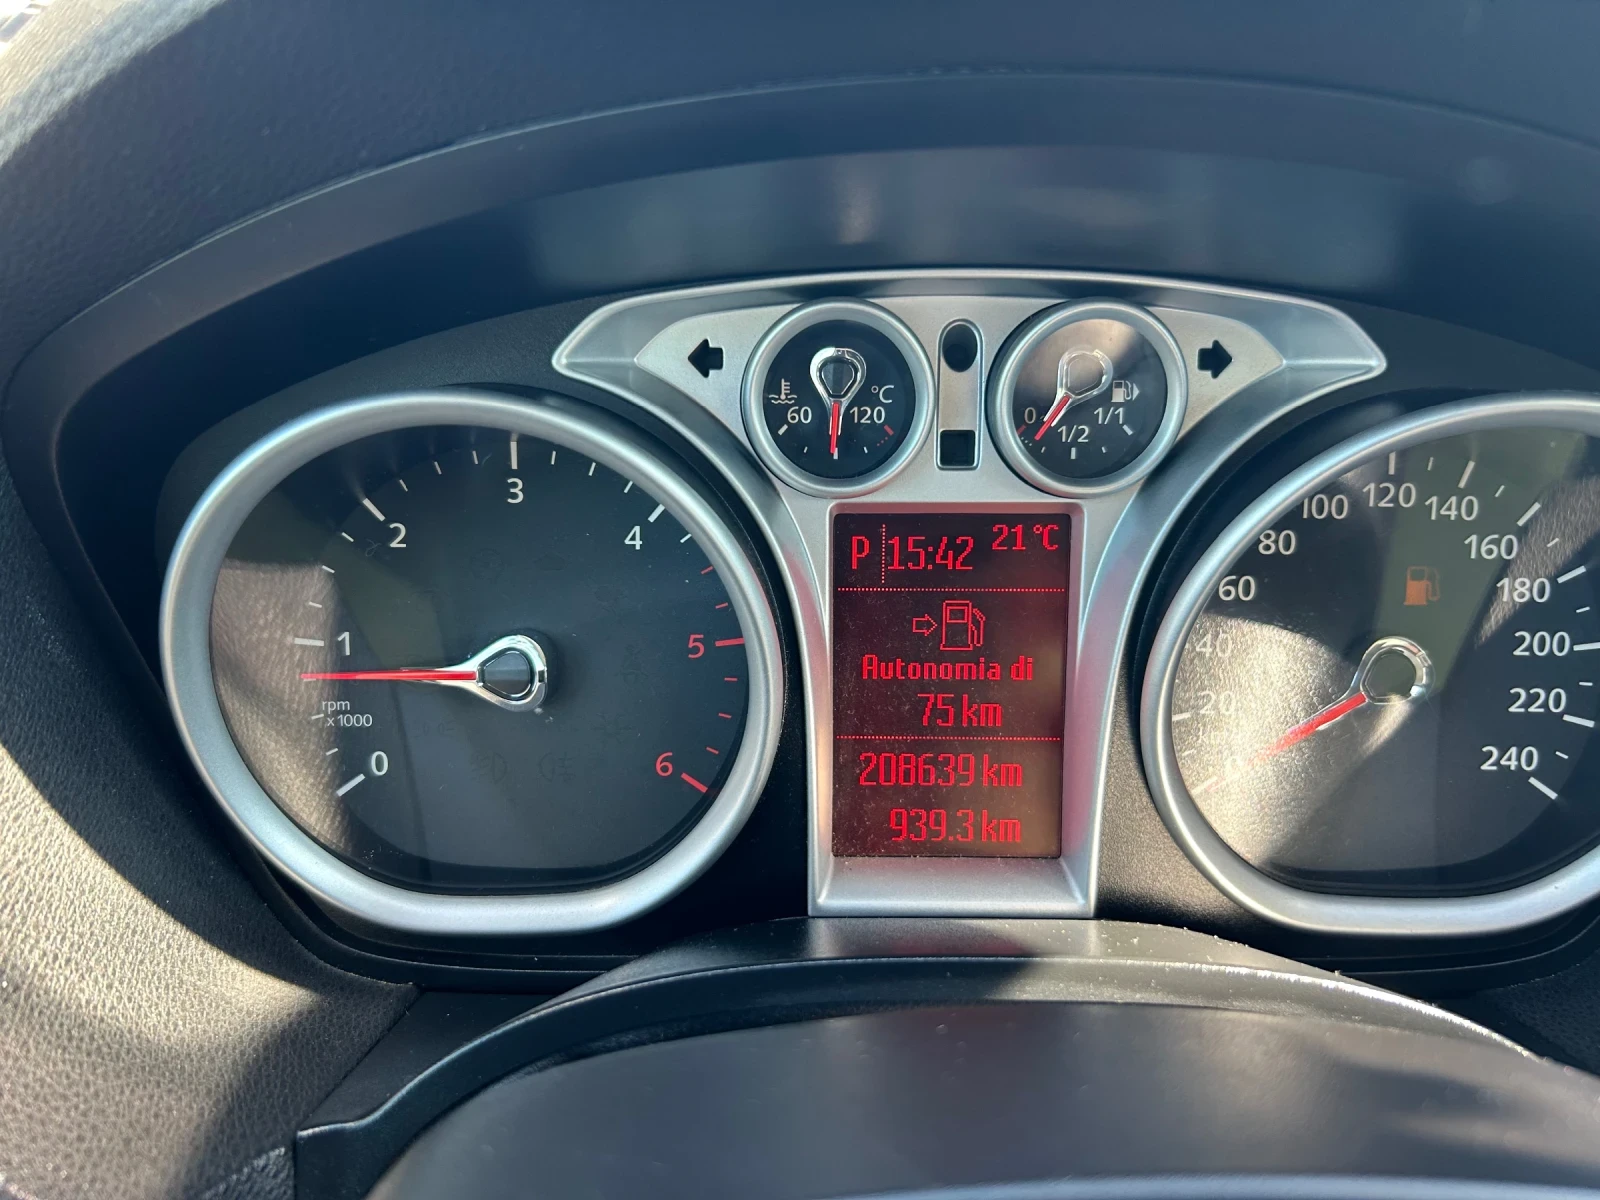 60 120 °C
0 1/2 1/1
0 1 2 3 4 5 6
rpm
x1000
P 15:42 21 °C
Autonomia di
75 km
208639 km
939.3 km
20 40 60 80 100 120 140 160 180 200 220 240